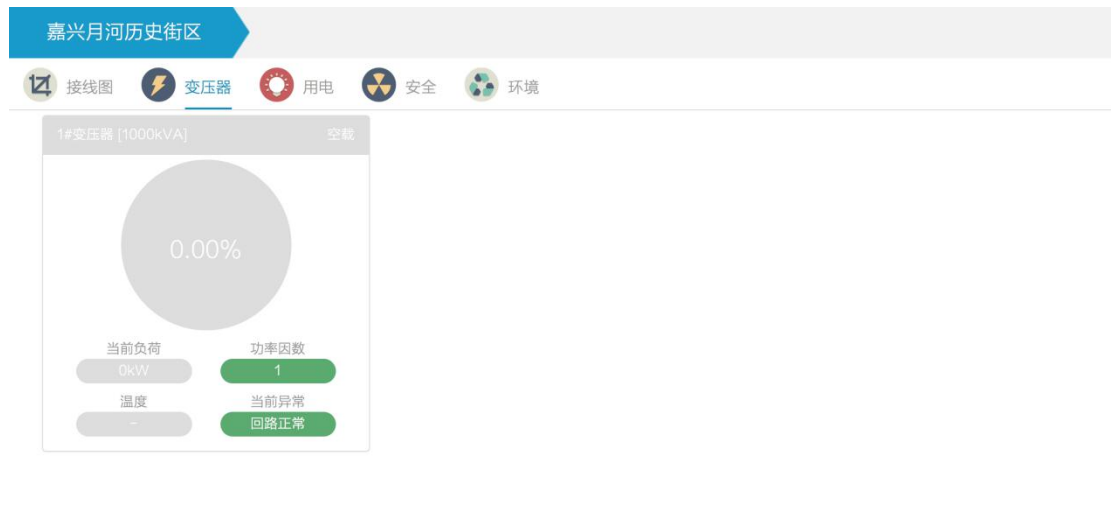 嘉兴月河历史街区
接线图 变压器 用电 安全 环境
1#变压器 [1000kVA] 空载
0.00%
当前负荷 功率因数
0kW 1
温度 当前异常
- 回路正常